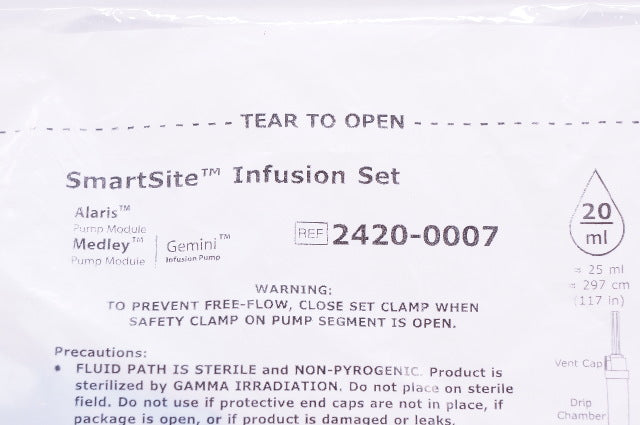 TEAR TO OPEN
SmartSite™ Infusion Set
Alaris™
Pump Module
Medley™
Pump Module
Gemini™
Infusion Pump
REF 2420-0007
20
ml
≈ 25 ml
≈ 297 cm
(117 in)
WARNING:
TO PREVENT FREE-FLOW, CLOSE SET CLAMP WHEN
SAFETY CLAMP ON PUMP SEGMENT IS OPEN.
Precautions:
• FLUID PATH IS STERILE and NON-PYROGENIC. Product is
sterilized by GAMMA IRRADIATION. Do not place on sterile
field. Do not use if protective end caps are not in place, if
package is open, or if product is damaged or leaks.
Vent Cap
Drip
Chamber